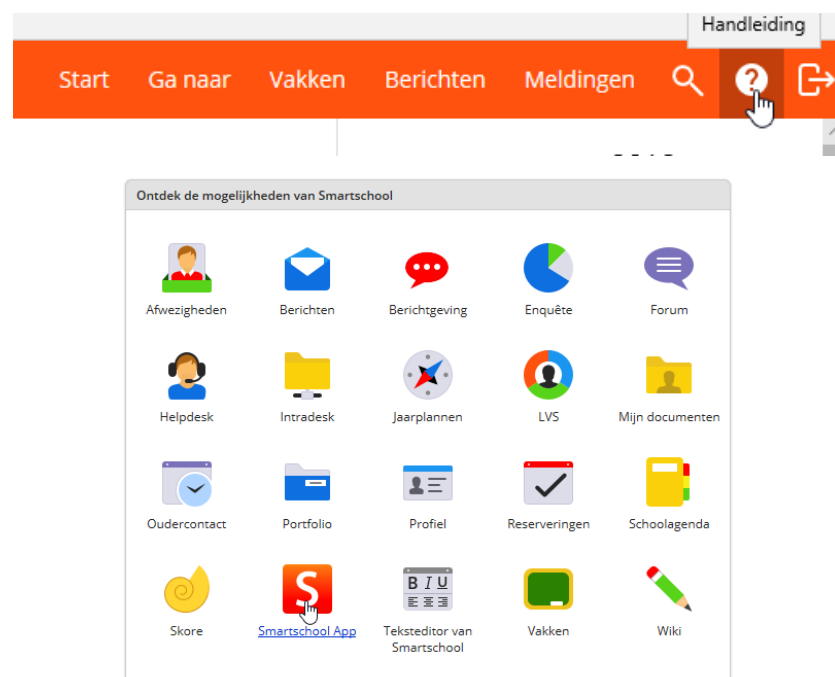 Handleiding
Start Ga naar Vakken Berichten Meldingen
Ontdek de mogelijkheden van Smartschool
Afwezigheden Berichten Berichtgeving Enquête Forum
Helpdesk Intradesk Jaarplannen LVS Mijn documenten
Oudercontact Portfolio Profiel Reserveringen Schoolagenda
S
B I U
Skore Smartschool App Teksteditor van Vakken Wiki
Smartschool